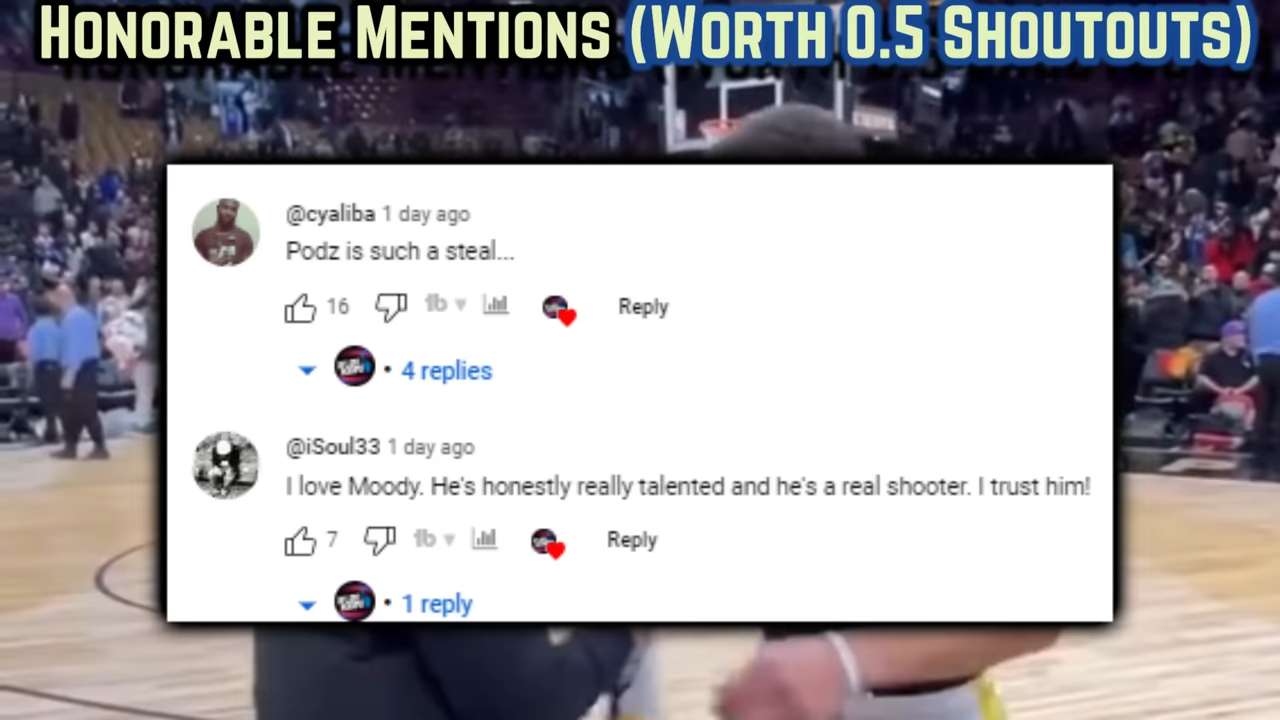 HONORABLE MENTIONS (WORTH 0.5 SHOUTOUTS)
@cyaliba 1 day ago
Podz is such a steal...
16 1b Reply
4 replies
@iSoul33 1 day ago
I love Moody. He's honestly really talented and he's a real shooter. I trust him!
7 1b Reply
1 reply